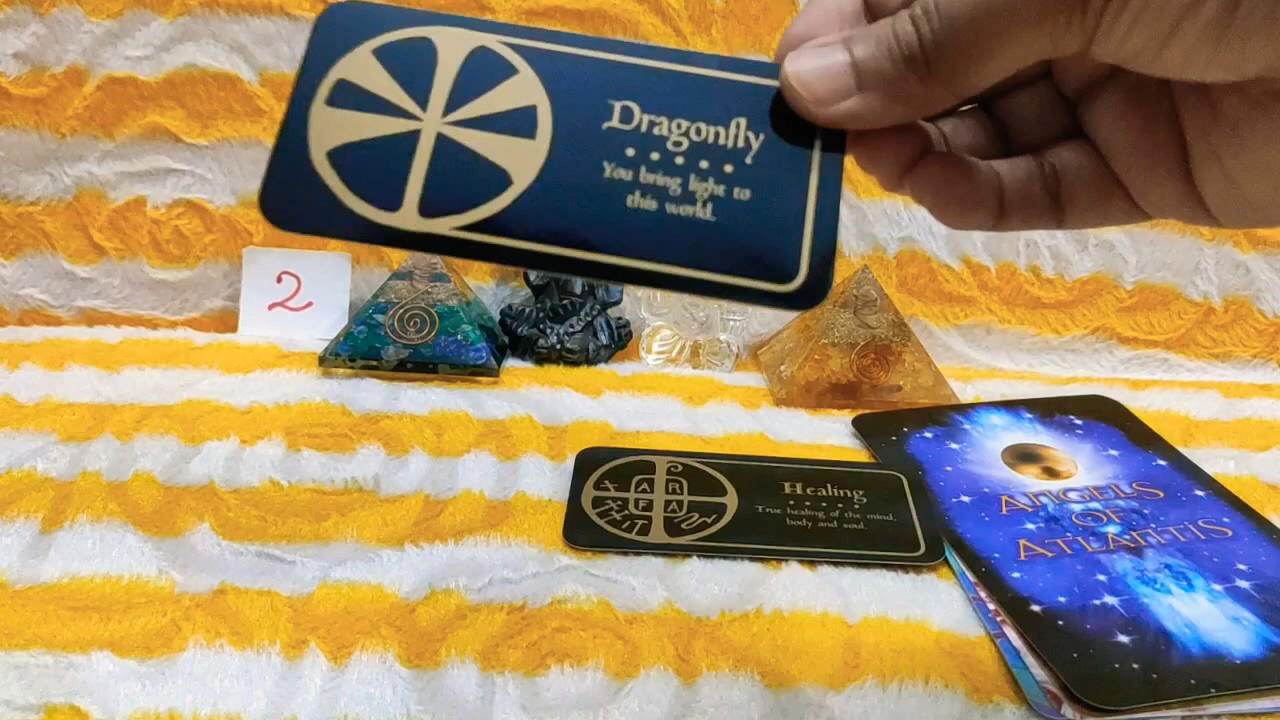 Dragonfly
You bring light to
this world.
2
A R
F A
Healing
True healing of the mind,
body and soul.
ANGELS
OF
ATLANTIS